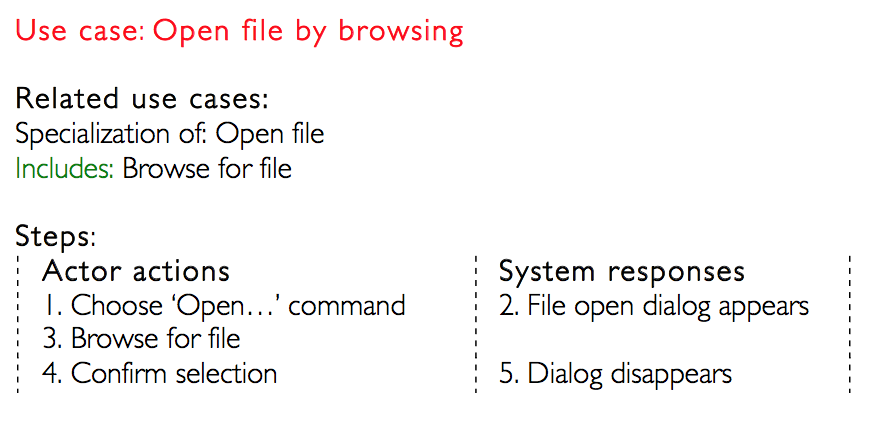 Use case: Open file by browsing
Related use cases:
Specialization of: Open file
Includes: Browse for file
Steps:
Actor actions
1. Choose ‘Open…’ command
3. Browse for file
4. Confirm selection
System responses
2. File open dialog appears
5. Dialog disappears